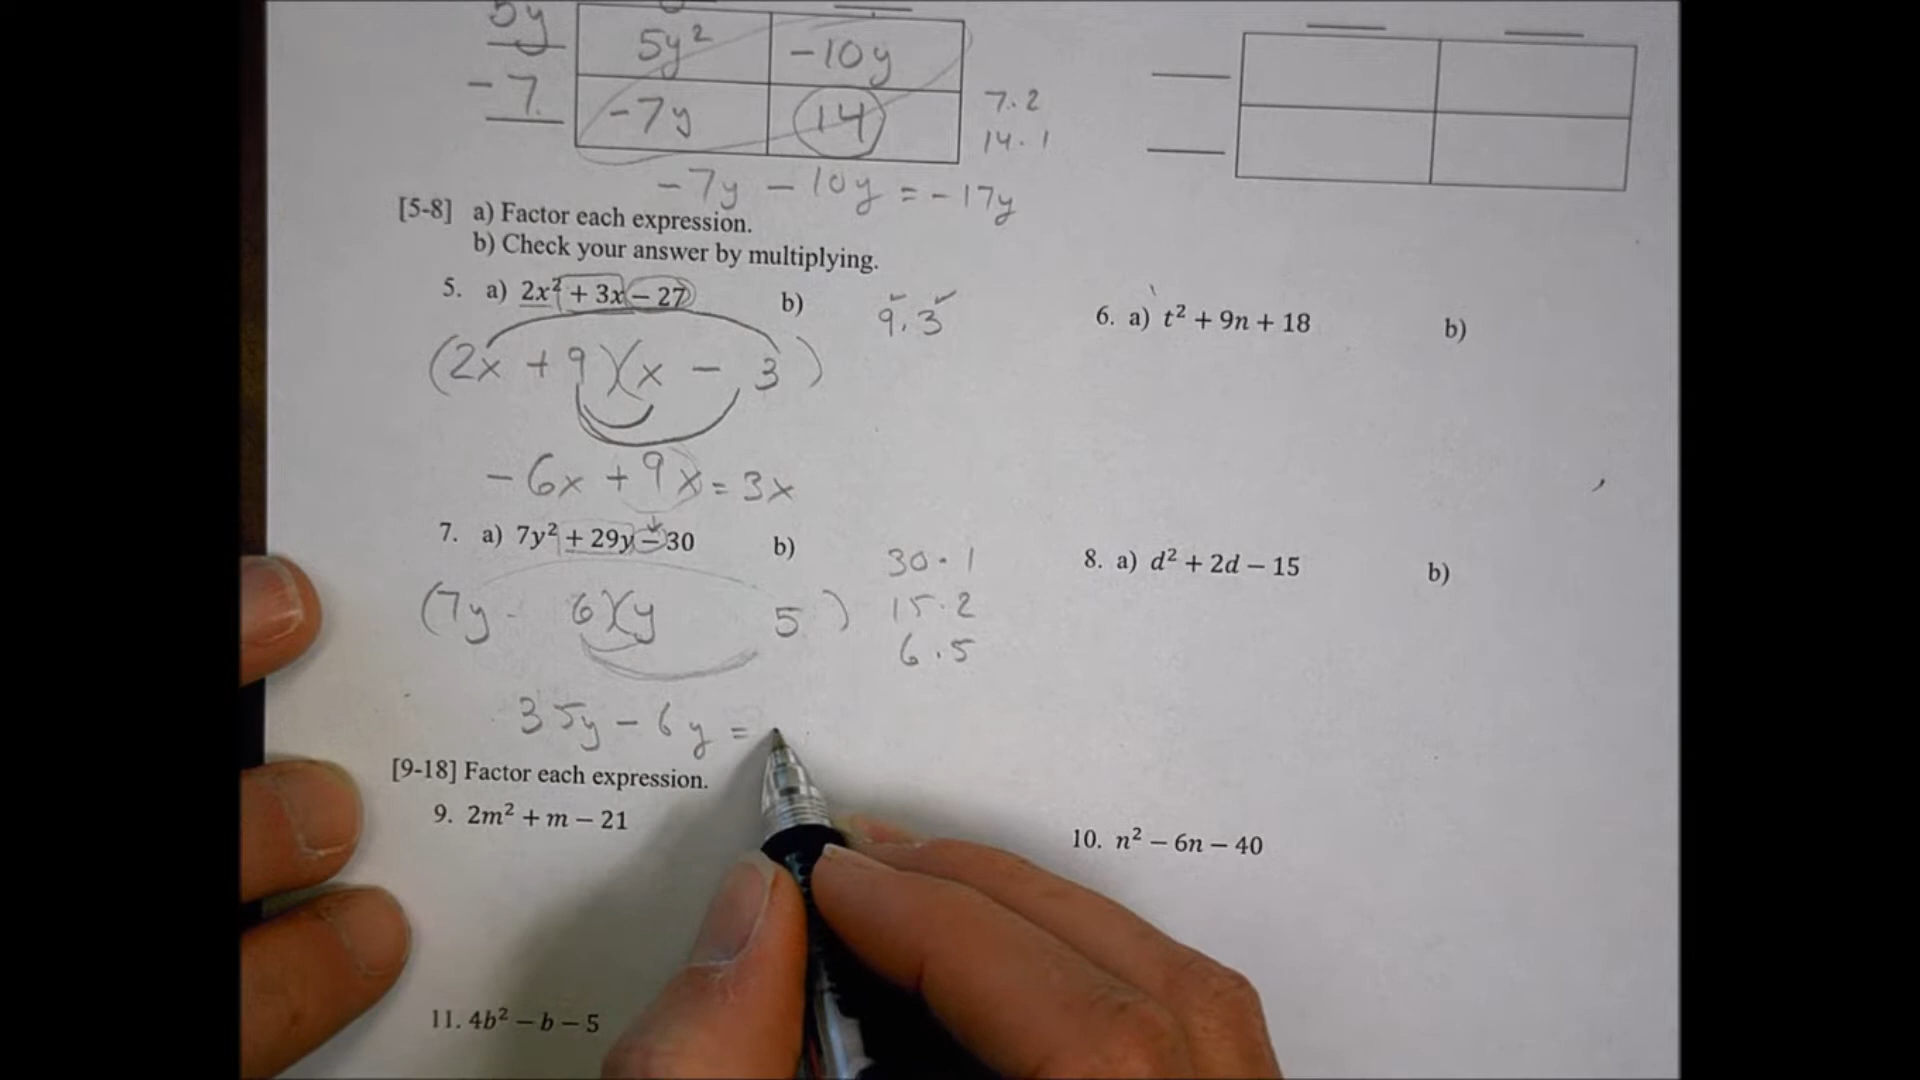 5y
5y² -10y
-7
-7y 14
7.2
14.1
-7y - 10y = -17y
[5-8] a) Factor each expression.
b) Check your answer by multiplying.
5. a) 2x² + 3x - 27 b)
9.3
(2x + 9)(x - 3)
-6x + 9x = 3x
6. a) t² + 9n + 18 b)
7. a) 7y² + 29y - 30 b)
30.1
15.2
6.5
(7y - 6)(y 5)
35y - 6y =
8. a) d² + 2d - 15 b)
[9-18] Factor each expression.
9. 2m² + m - 21
10. n² - 6n - 40
11. 4b² - b - 5